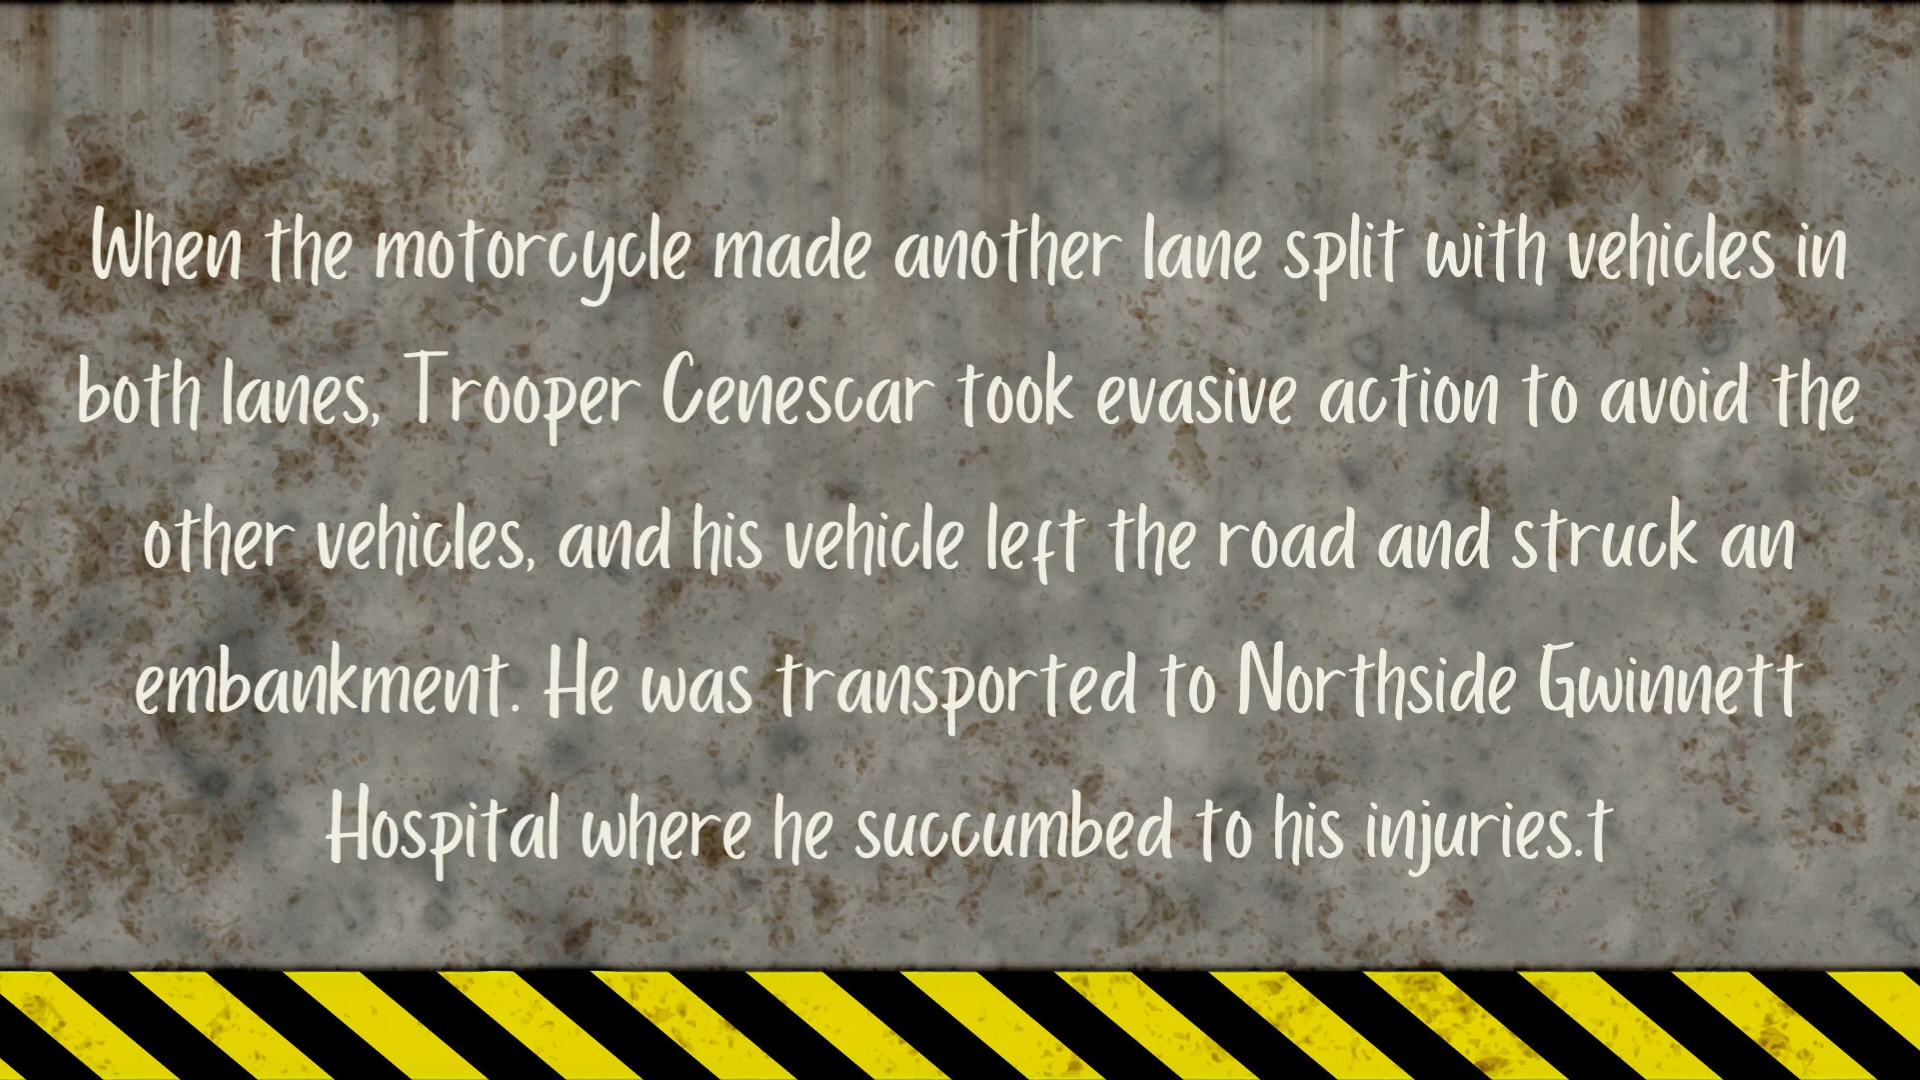 When the motorcycle made another lane split with vehicles in
both lanes, Trooper Cenescar took evasive action to avoid the
other vehicles, and his vehicle left the road and struck an
embankment. He was transported to Northside Gwinnett
Hospital where he succumbed to his injuries.t